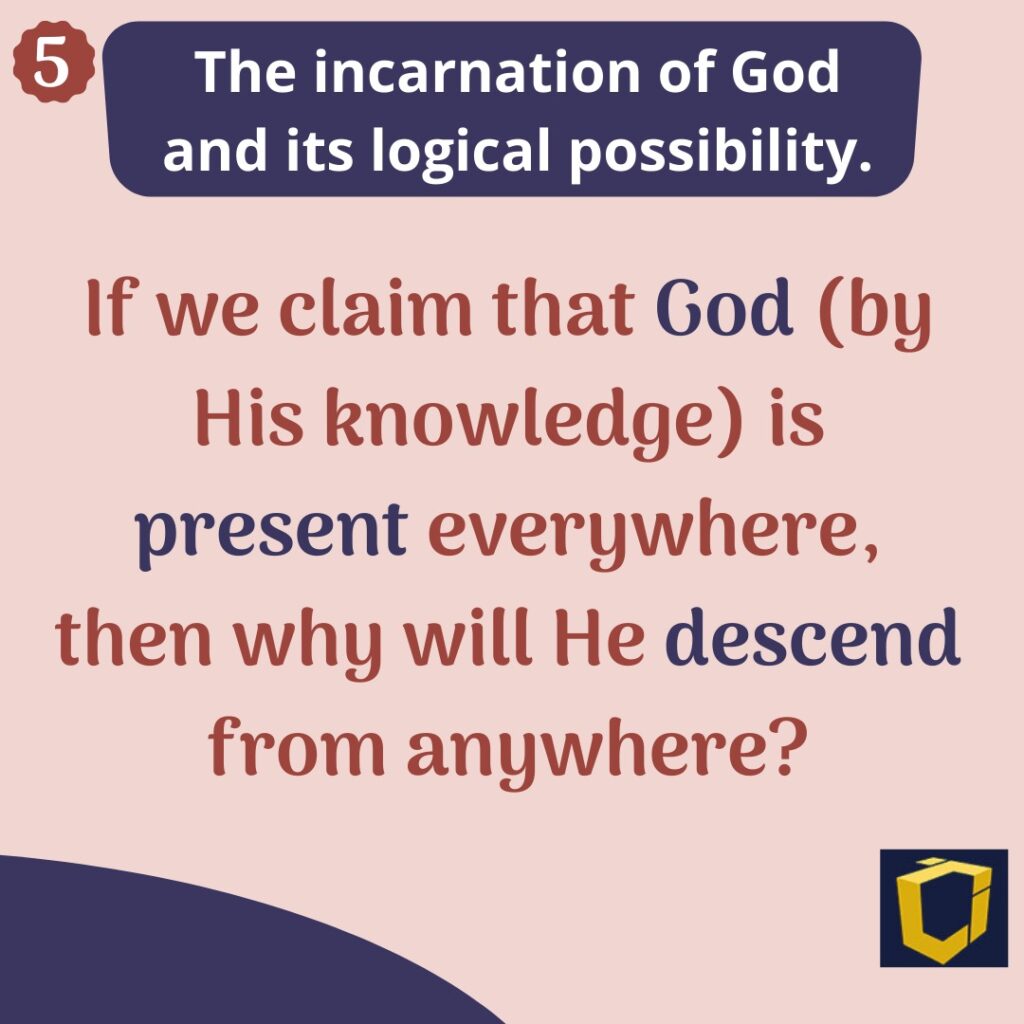 5
The incarnation of God
and its logical possibility.
If we claim that God (by
His knowledge) is
present everywhere,
then why will He descend
from anywhere?